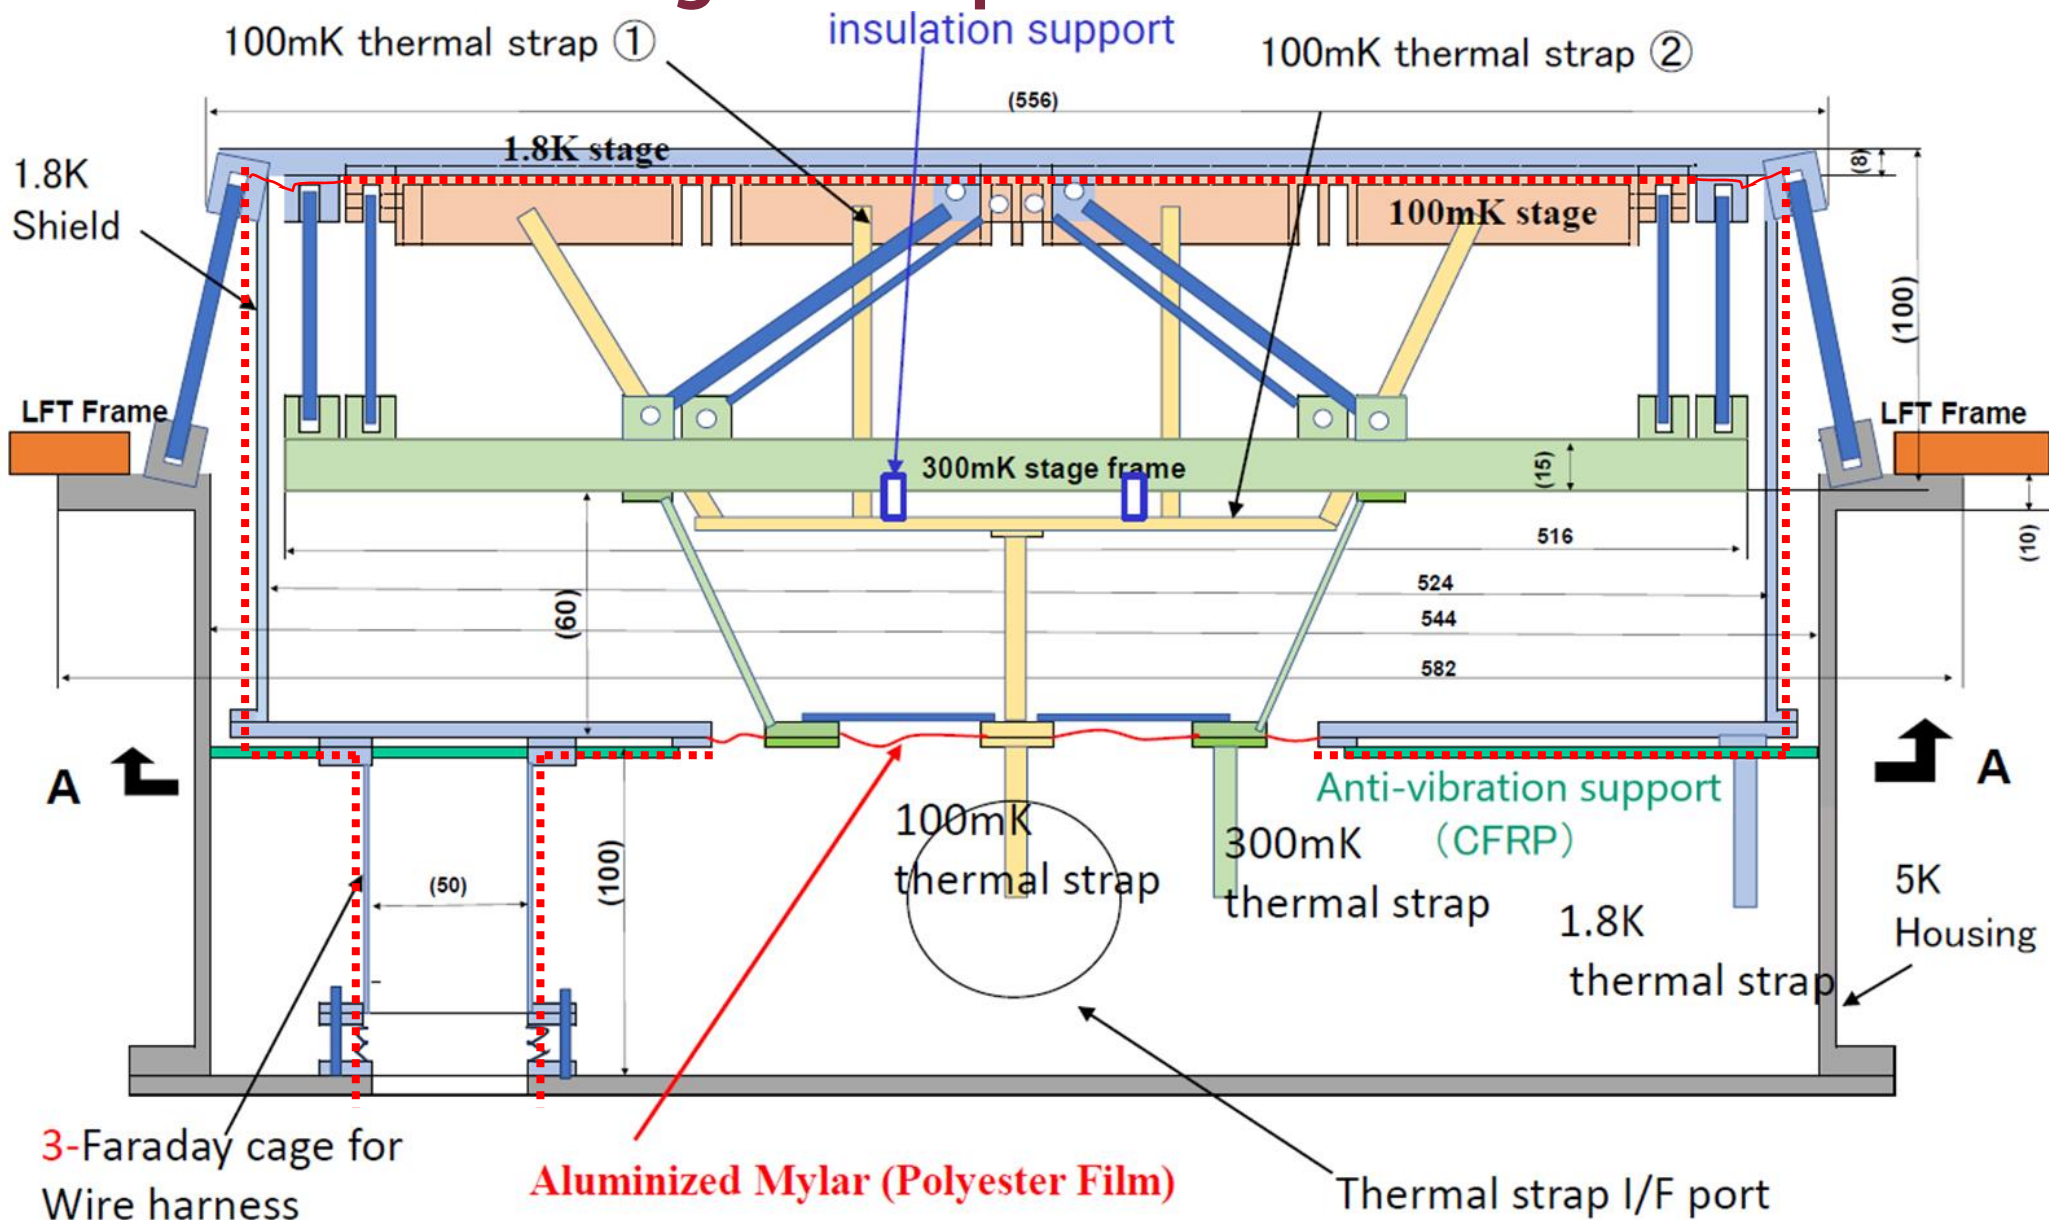 insulation support
100mK thermal strap ①
100mK thermal strap ②
(556)
1.8K stage
(8)
1.8K
Shield
100mK stage
(100)
LFT Frame
LFT Frame
300mK stage frame
(15)
516
(10)
524
(60)
544
582
A
A
Anti-vibration support
(CFRP)
100mK
thermal strap
300mK
thermal strap
(50)
(100)
1.8K
thermal strap
5K
Housing
3-Faraday cage for
Wire harness
Aluminized Mylar (Polyester Film)
Thermal strap I/F port